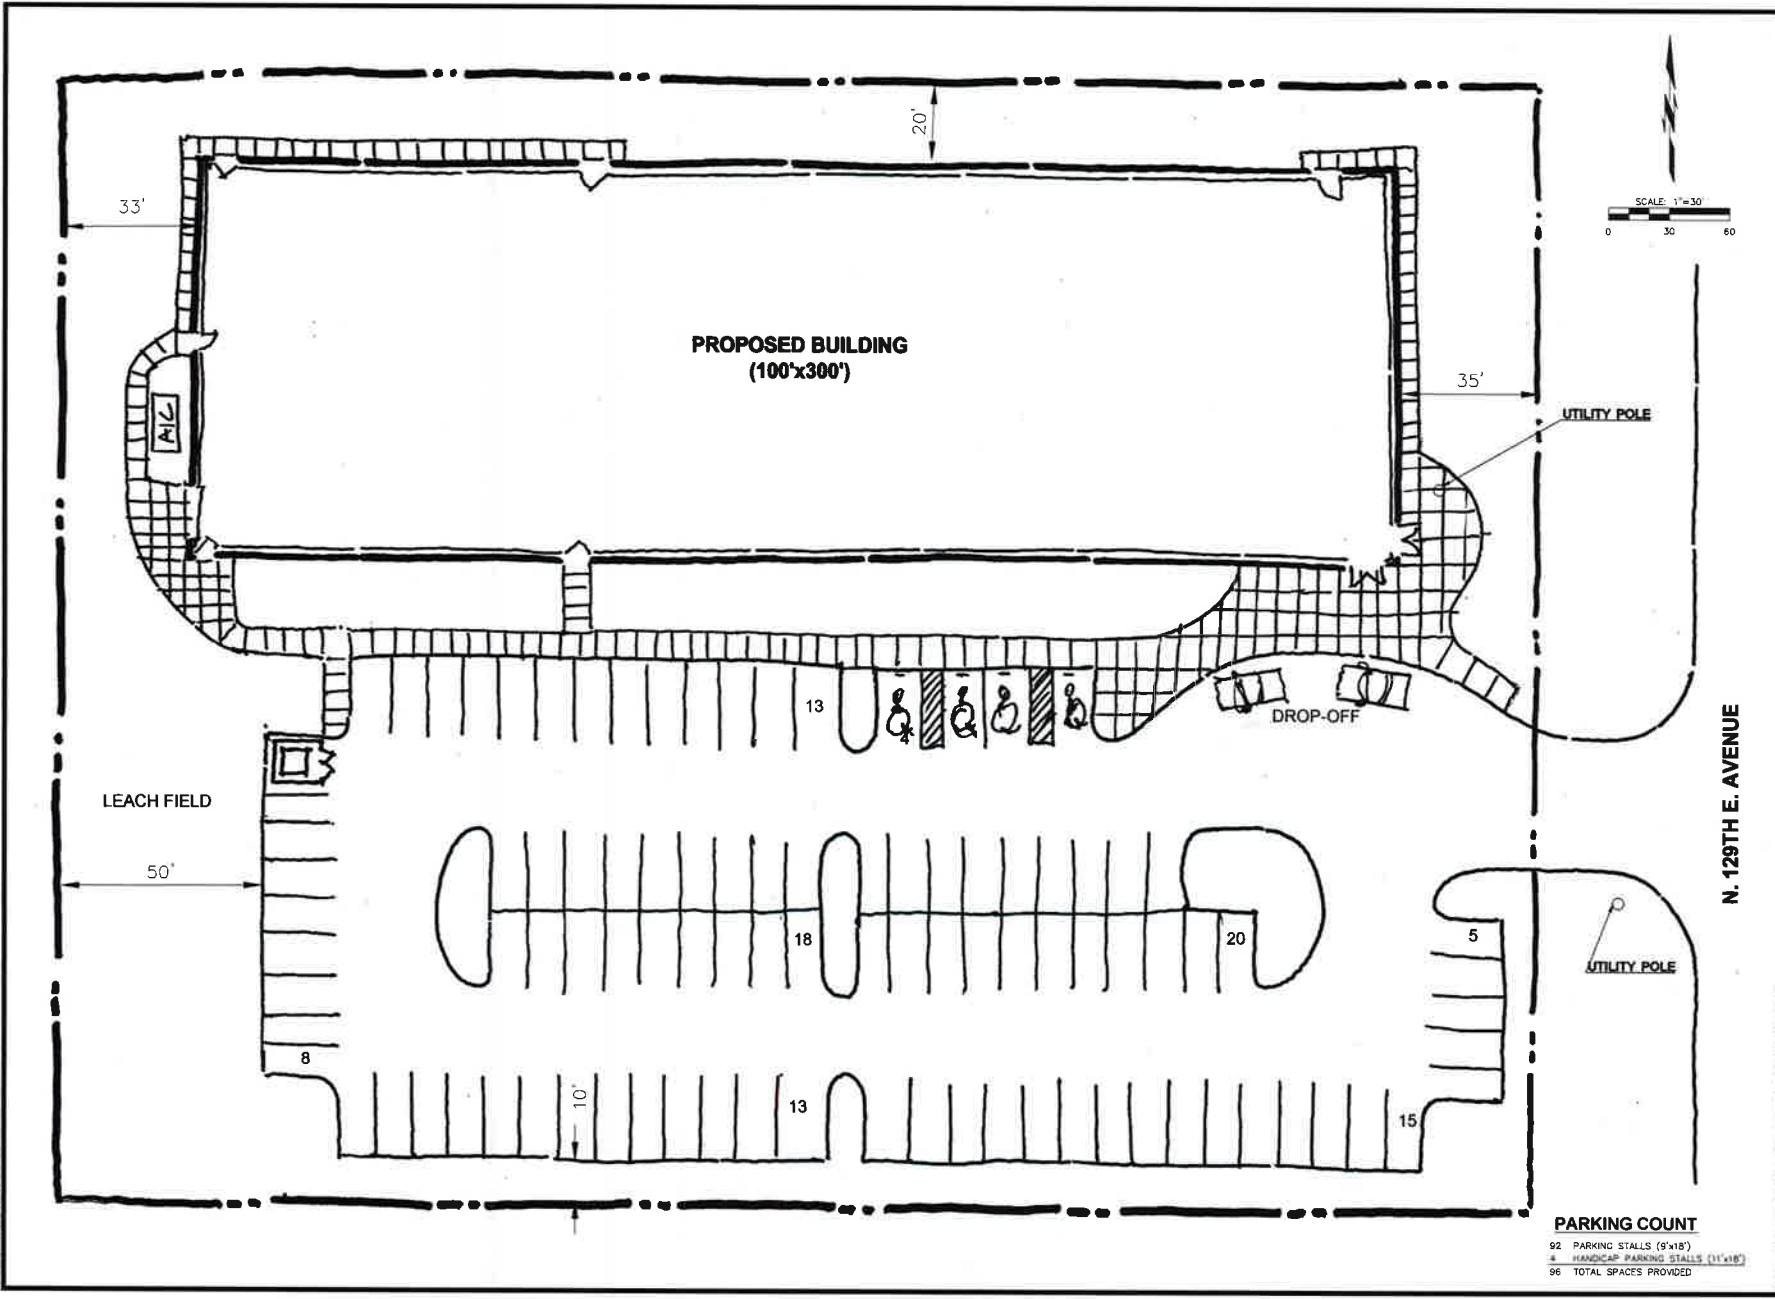 20'
33'
SCALE: 1"=30'
0 30 60
PROPOSED BUILDING
(100'x300')
35'
UTILITY POLE
A/C
13
4
DROP-OFF
N. 129TH E. AVENUE
LEACH FIELD
50'
18
20
5
UTILITY POLE
8
10'
13
15
PARKING COUNT
92 PARKING STALLS (9'x18')
4 HANDICAP PARKING STALLS (11'x18')
96 TOTAL SPACES PROVIDED